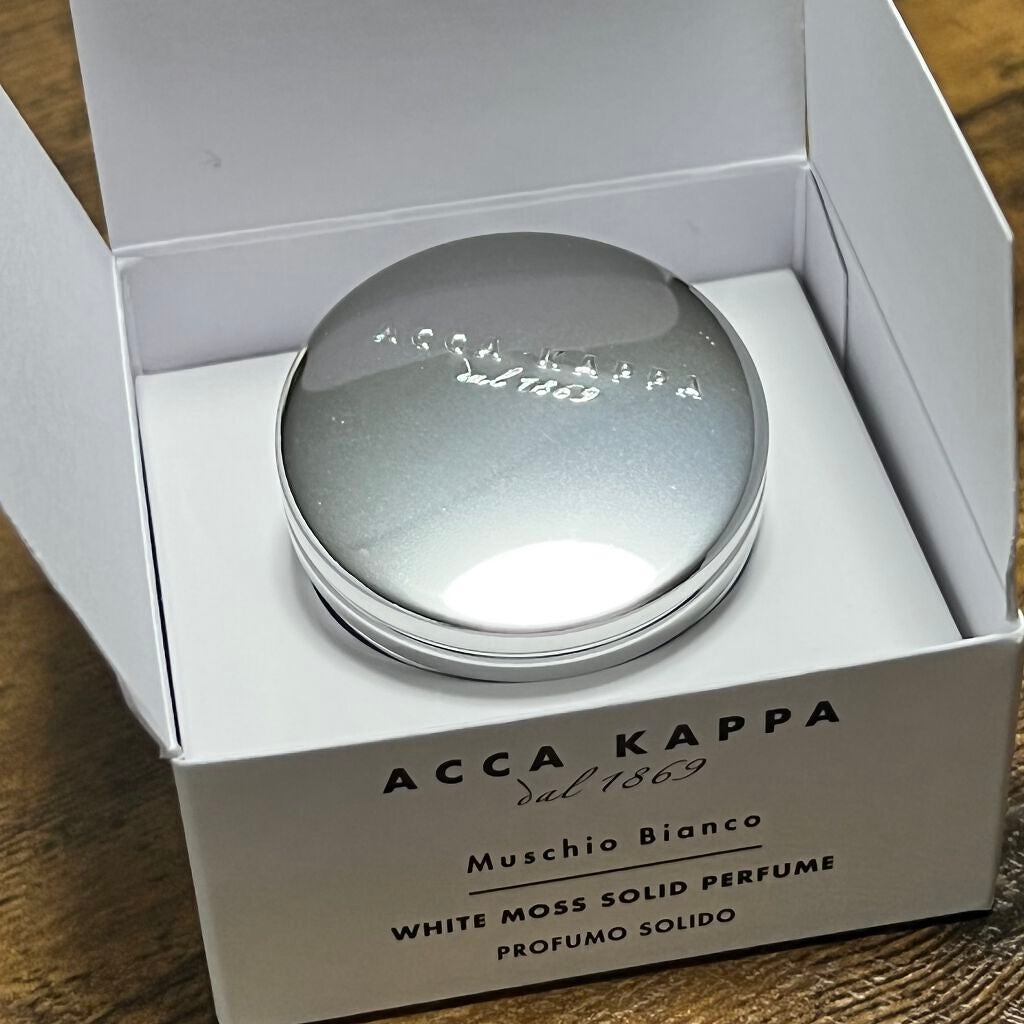 ACCA KAPPA
dal 1869
ACCA KAPPA
dal 1869
Muschio Bianco
WHITE MOSS SOLID PERFUME
PROFUMO SOLIDO